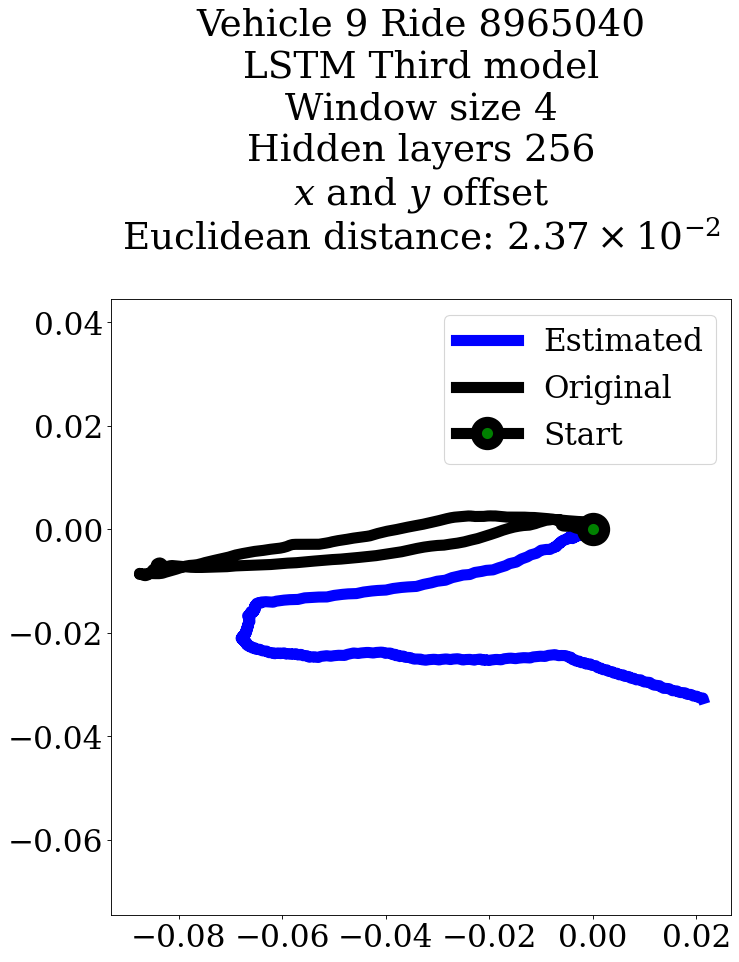 Vehicle 9 Ride 8965040
LSTM Third model
Window size 4
Hidden layers 256
x and y offset
Euclidean distance: 2.37 × 10⁻²
Estimated
Original
Start
0.04
0.02
0.00
−0.02
−0.04
−0.06
−0.08 −0.06 −0.04 −0.02 0.00 0.02